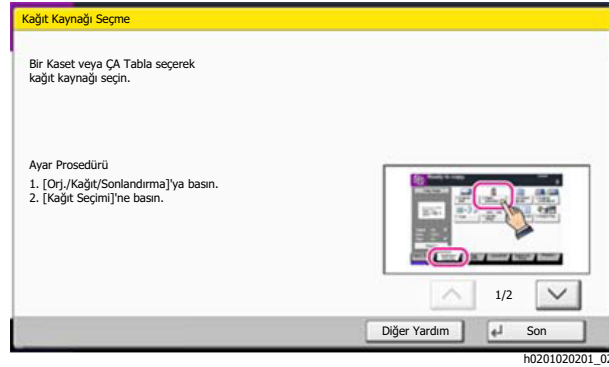 Kağıt Kaynağı Seçme
Bir Kaset veya ÇA Tabla seçerek
kağıt kaynağı seçin.
Ayar Prosedürü
1. [Orj./Kağıt/Sonlandırma]'ya basın.
2. [Kağıt Seçimi]'ne basın.
1/2
Diğer Yardım
Son
h0201020201_02